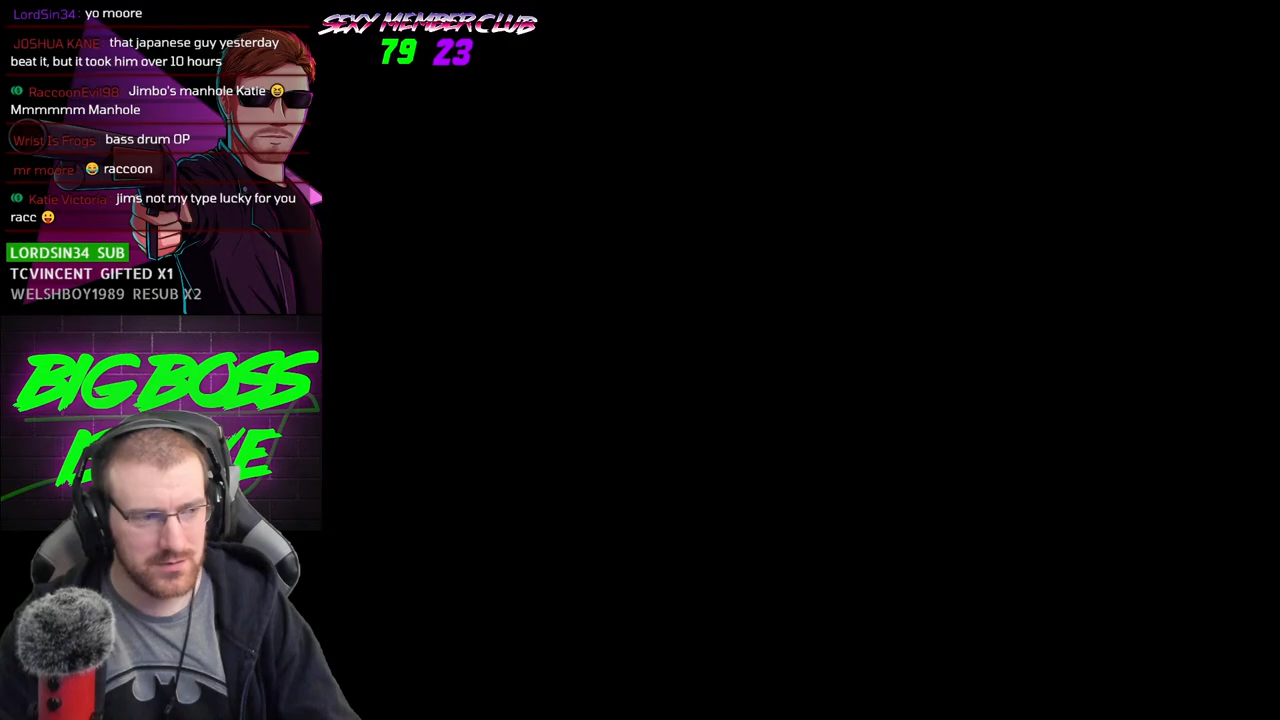 LordSin34: yo moore
JOSHUA KANE: that japanese guy yesterday
beat it, but it took him over 10 hours
RaccoonEvil98: Jimbo's manhole Katie 😆
Mmmmmm Manhole
Wrist Is Frogs: bass drum OP
mr moore: 😂 raccoon
Katie Victoria: jims not my type lucky for you
racc 😛
LORDSIN34 SUB
TCVINCENT GIFTED X1
WELSHBOY1989 RESUB X2
SEXY MEMBER CLUB
79 23
BIG BOSS